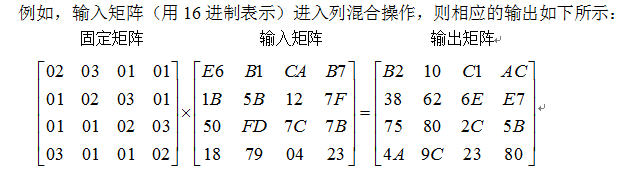 例如，输入矩阵（用16进制表示）进入列混合操作，则相应的输出如下所示：
固定矩阵 输入矩阵 输出矩阵
02 03 01 01 E6 B1 CA B7 B2 10 C1 AC
01 02 03 01 1B 5B 12 7F 38 62 6E E7
× =
01 01 02 03 50 FD 7C 7B 75 80 2C 5B
03 01 01 02 18 79 04 23 4A 9C 23 80